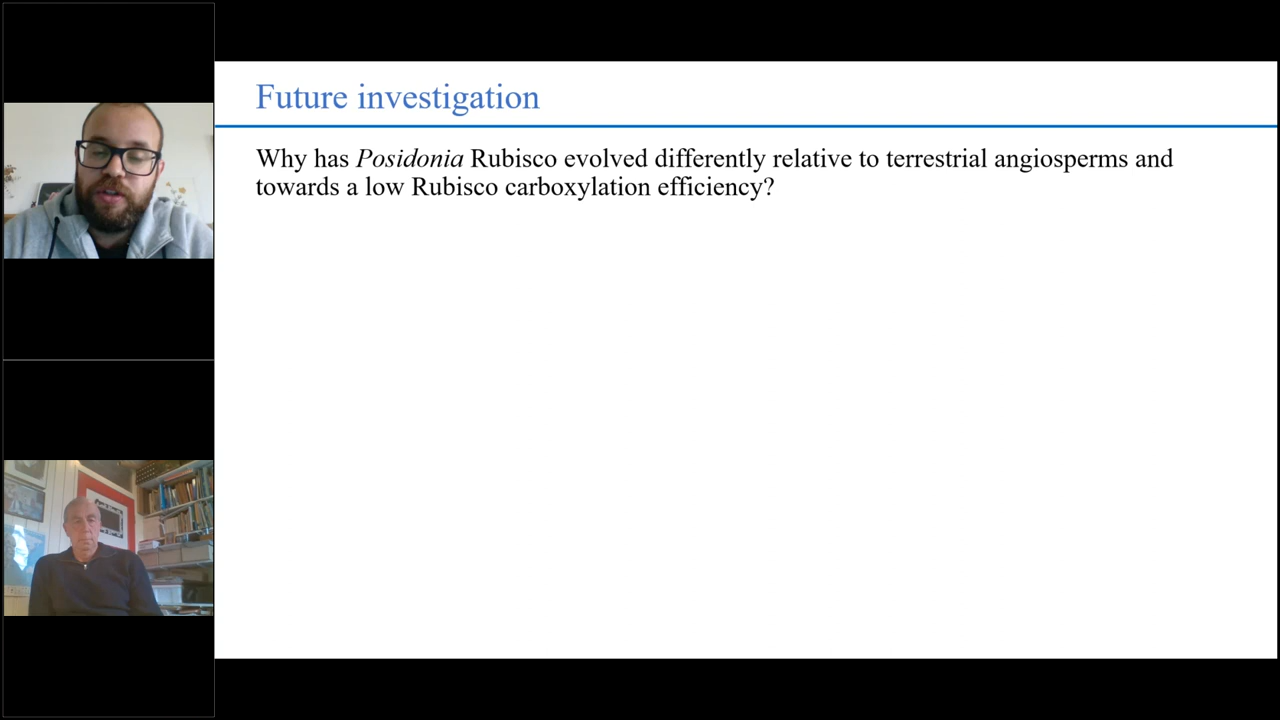 Future investigation
Why has Posidonia Rubisco evolved differently relative to terrestrial angiosperms and
towards a low Rubisco carboxylation efficiency?